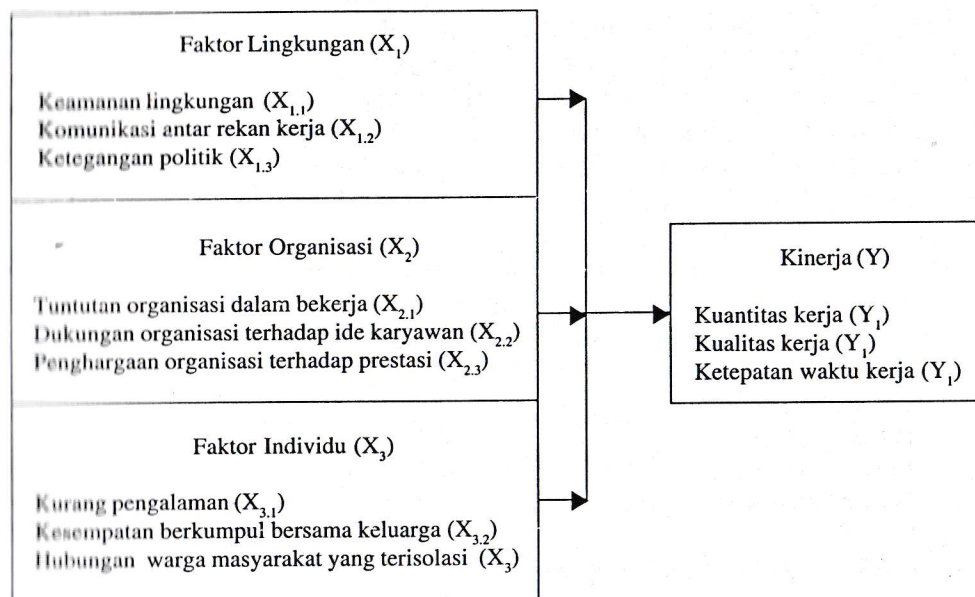 Faktor Lingkungan (X₁)
Keamanan lingkungan (X₁.₁)
Komunikasi antar rekan kerja (X₁.₂)
Ketegangan politik (X₁.₃)
Faktor Organisasi (X₂)
Tuntutan organisasi dalam bekerja (X₂.₁)
Dukungan organisasi terhadap ide karyawan (X₂.₂)
Penghargaan organisasi terhadap prestasi (X₂.₃)
Faktor Individu (X₃)
Kurang pengalaman (X₃.₁)
Kesempatan berkumpul bersama keluarga (X₃.₂)
Hubungan warga masyarakat yang terisolasi (X₃)
Kinerja (Y)
Kuantitas kerja (Y₁)
Kualitas kerja (Y₁)
Ketepatan waktu kerja (Y₁)